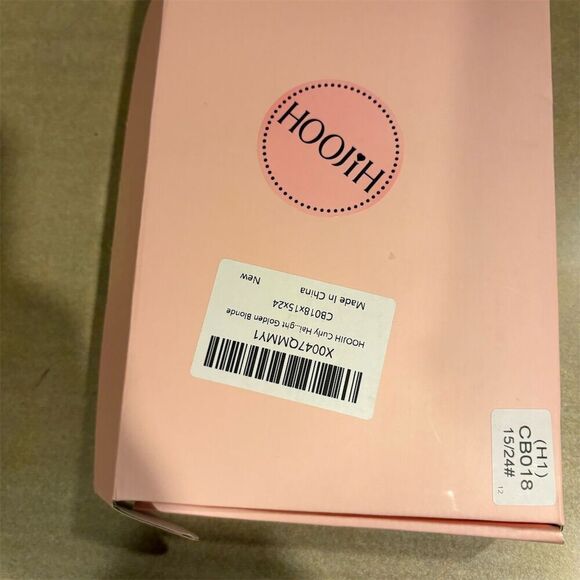 HOOJIH
X0047QMMY1
HOOJIH Curly Hai...ght Golden Blonde
CB018x15x24
Made In China
New
(H1)
CB018
15/24#
12